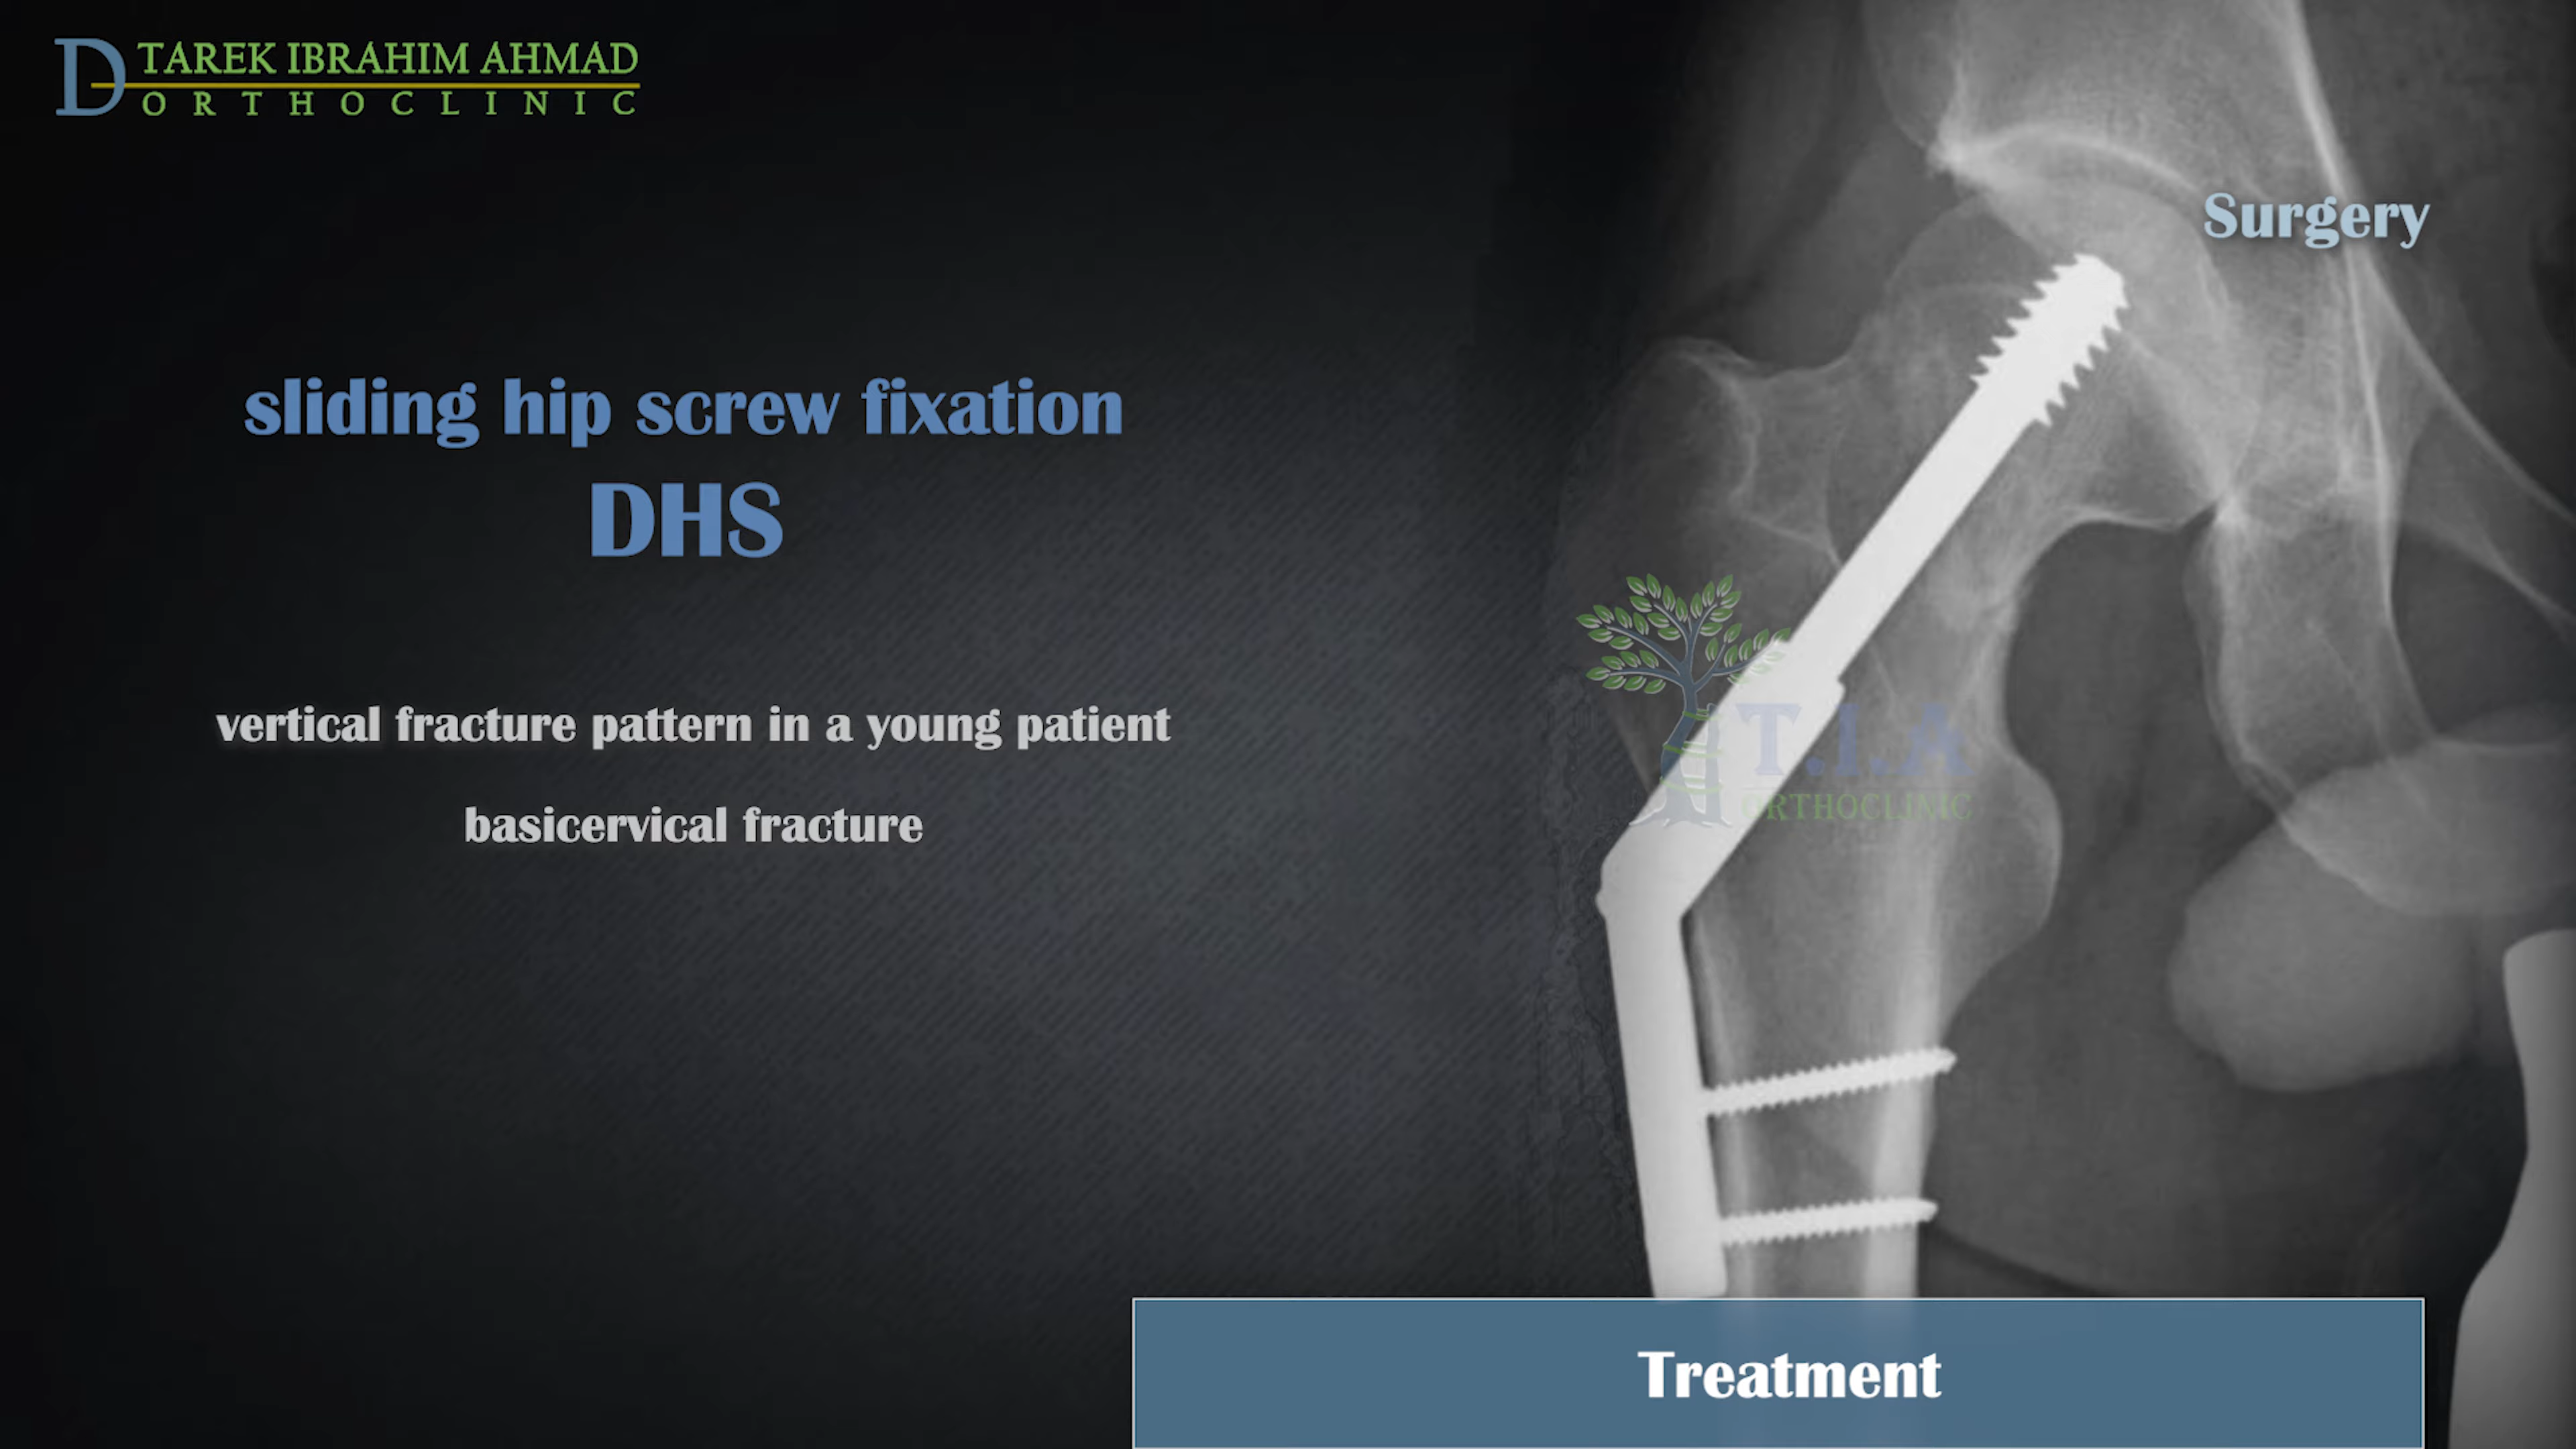 D TAREK IBRAHIM AHMAD
ORTHOCLINIC
Surgery
sliding hip screw fixation
DHS
vertical fracture pattern in a young patient
basicervical fracture
T.I.A
ORTHOCLINIC
Treatment